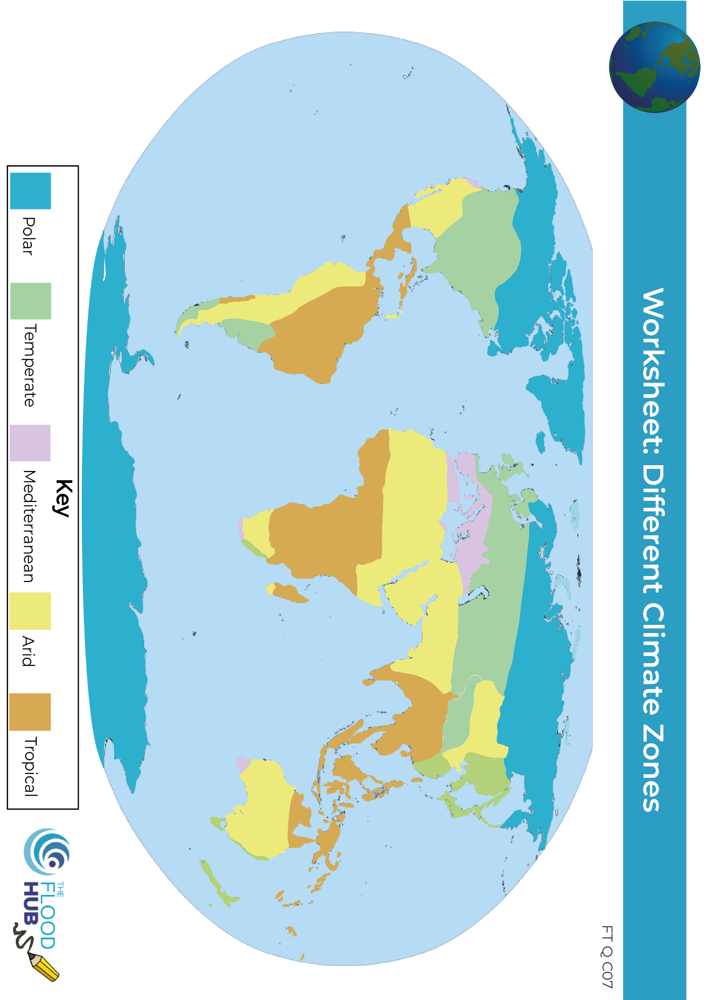 Worksheet: Different Climate Zones
FT Q C07
Key
Polar
Temperate
Mediterranean
Arid
Tropical
THE
FLOOD
HUB